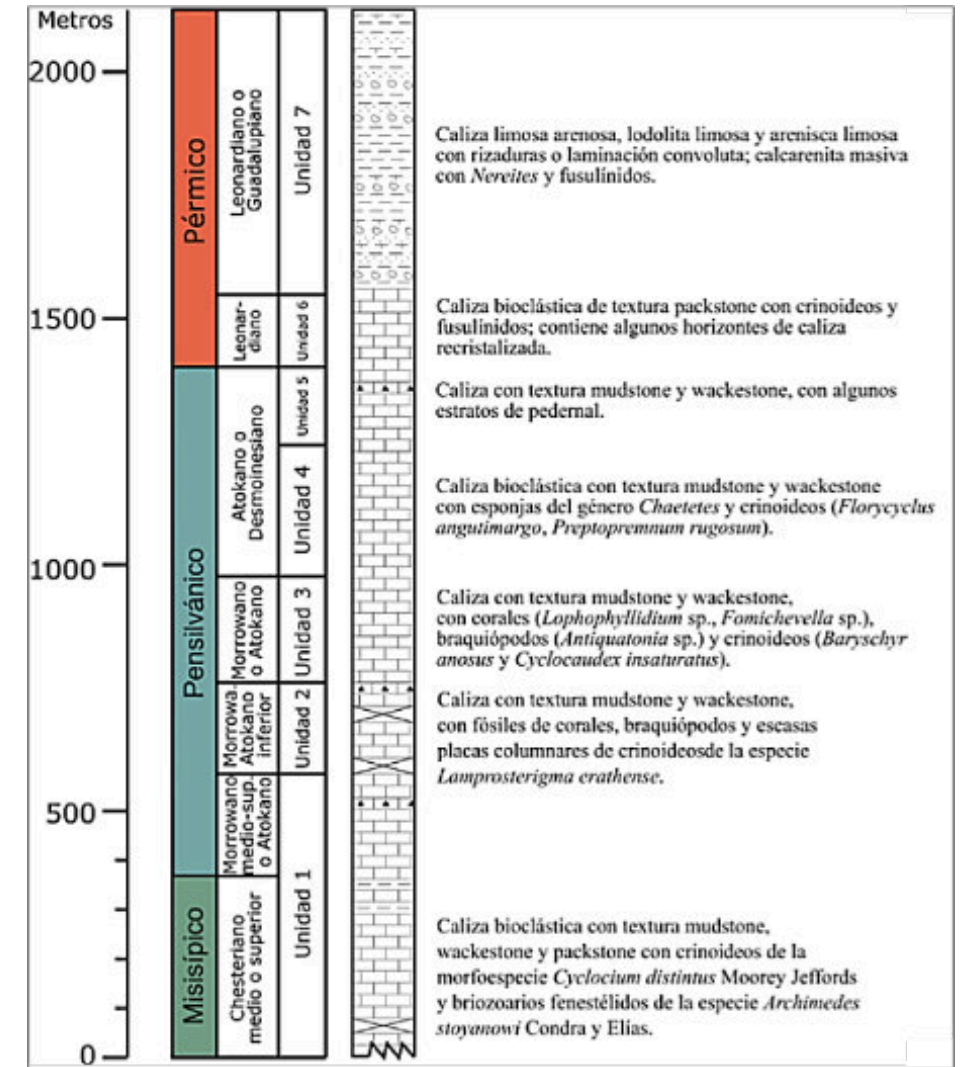 Metros
2000
1500
1000
500
0
Pérmico
Pensilvánico
Misisípico
Leonardiano o
Guadalupiano
Leonar-
diano
Atokano o
Desmoinesiano
Morrowano
o Atokano
Morrowa.
Atokano
inferior
Morrowano
medio-sup.
o Atokano
Chesteriano
medio o superior
Unidad 7
Unidad 6
Unidad 5
Unidad 4
Unidad 3
Unidad 2
Unidad 1
Caliza limosa arenosa, lodolita limosa y arenisca limosa
con rizaduras o laminación convoluta; calcarenita masiva
con Nereites y fusulínidos.
Caliza bioclástica de textura packstone con crinoideos y
fusulinidos; contiene algunos horizontes de caliza
recristalizada.
Caliza con textura mudstone y wackestone, con algunos
estratos de pedernal.
Caliza bioclástica con textura mudstone y wackestone
con esponjas del género Chaetetes y crinoideos (Florycyclus
angutimargo, Preptopremnum rugosum).
Caliza con textura mudstone y wackestone,
con corales (Lophophyllidium sp., Fomichevella sp.),
braquiópodos (Antiquatonia sp.) y crinoideos (Baryschyr
anosus y Cyclocaudex insaturatus).
Caliza con textura mudstone y wackestone,
con fósiles de corales, braquiópodos y escasas
placas columnares de crinoideosde la especie
Lamprosterigma erathense.
Caliza bioclástica con textura mudstone,
wackestone y packstone con crinoideos de la
morfoespecie Cyclocium distintus Moorey Jeffords
y briozoarios fenestélidos de la especie Archimedes
stoyanowi Condra y Elias.